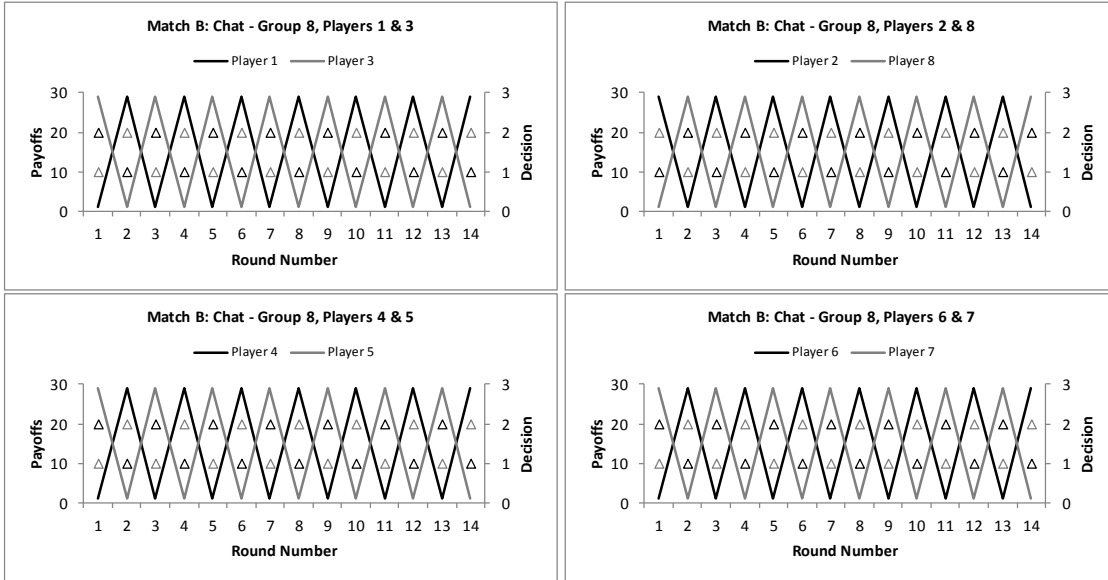 Match B: Chat - Group 8, Players 1 & 3
Player 1 Player 3
30
20
10
0
Payoffs
3
2
1
0
Decision
1 2 3 4 5 6 7 8 9 10 11 12 13 14
Round Number
Match B: Chat - Group 8, Players 2 & 8
Player 2 Player 8
30
20
10
0
Payoffs
3
2
1
0
Decision
1 2 3 4 5 6 7 8 9 10 11 12 13 14
Round Number
Match B: Chat - Group 8, Players 4 & 5
Player 4 Player 5
30
20
10
0
Payoffs
3
2
1
0
Decision
1 2 3 4 5 6 7 8 9 10 11 12 13 14
Round Number
Match B: Chat - Group 8, Players 6 & 7
Player 6 Player 7
30
20
10
0
Payoffs
3
2
1
0
Decision
1 2 3 4 5 6 7 8 9 10 11 12 13 14
Round Number